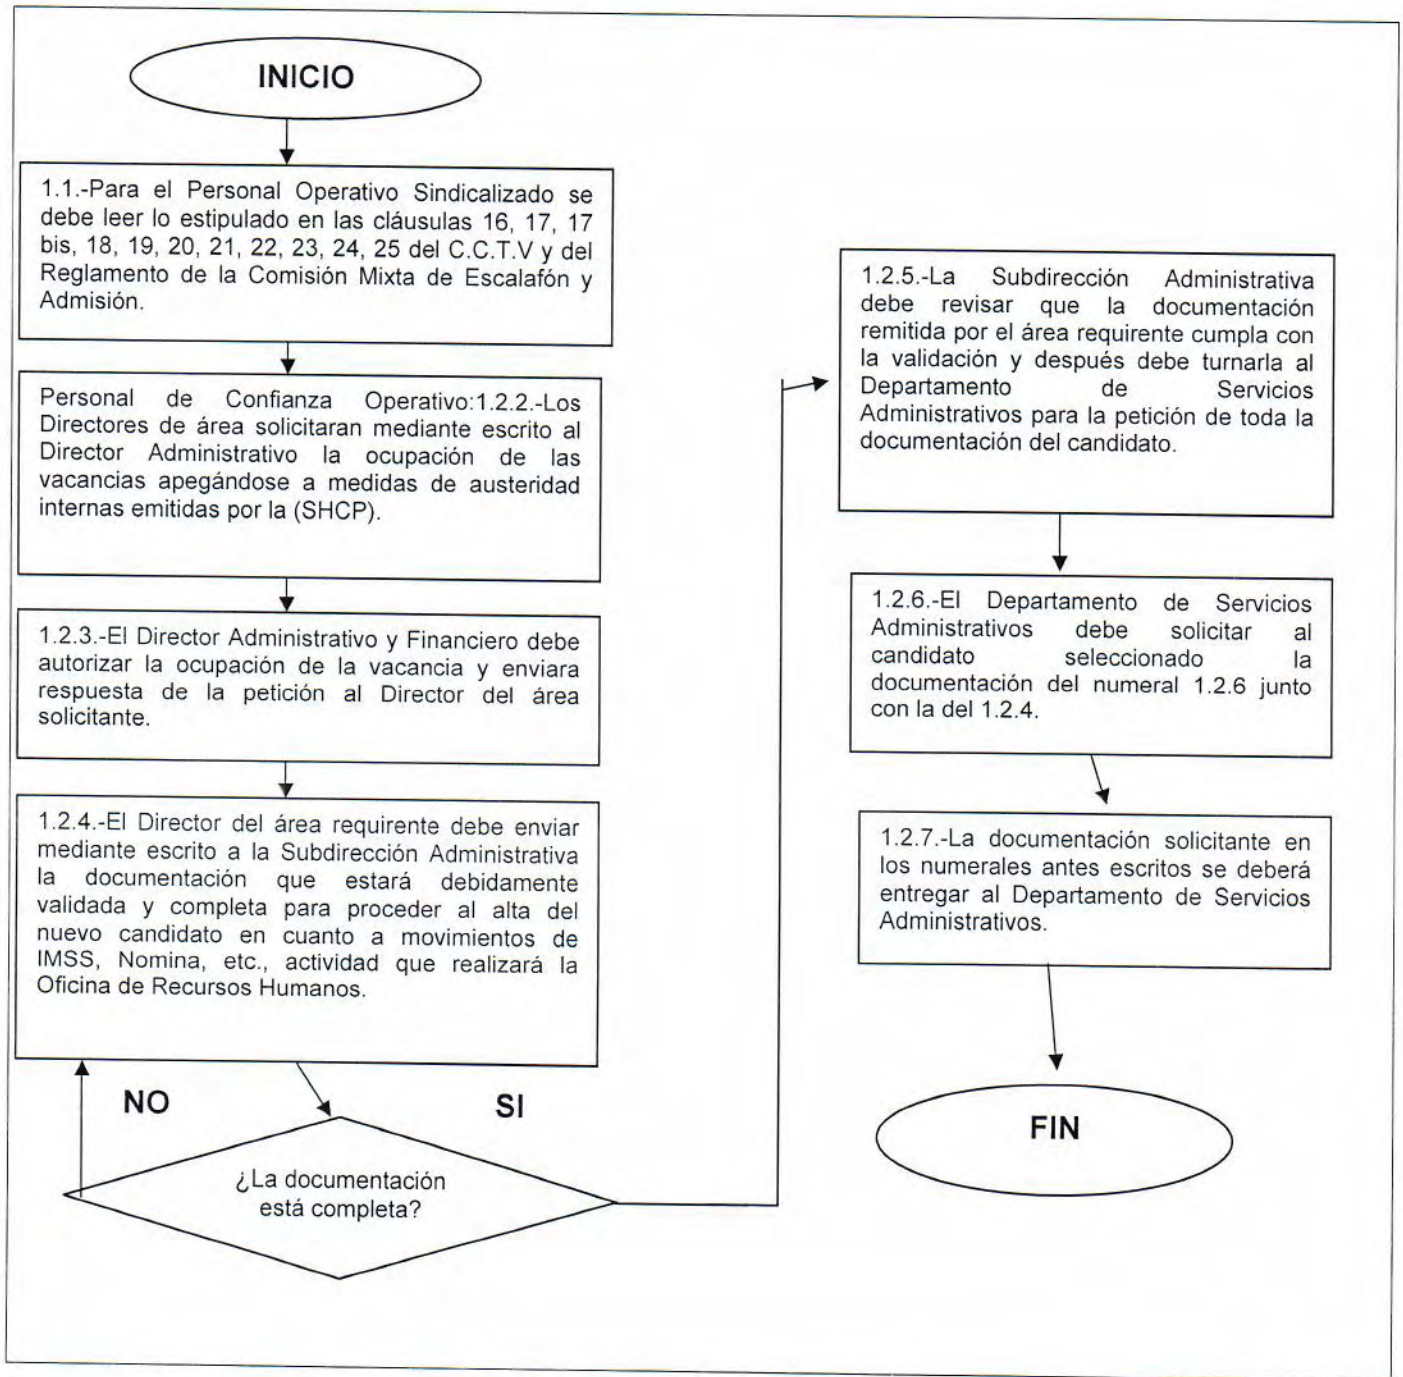 INICIO
1.1.-Para el Personal Operativo Sindicalizado se
debe leer lo estipulado en las cláusulas 16, 17, 17
bis, 18, 19, 20, 21, 22, 23, 24, 25 del C.C.T.V y del
Reglamento de la Comisión Mixta de Escalafón y
Admisión.
Personal de Confianza Operativo:1.2.2.-Los
Directores de área solicitaran mediante escrito al
Director Administrativo la ocupación de las
vacancias apegándose a medidas de austeridad
internas emitidas por la (SHCP).
1.2.3.-El Director Administrativo y Financiero debe
autorizar la ocupación de la vacancia y enviara
respuesta de la petición al Director del área
solicitante.
1.2.4.-El Director del área requirente debe enviar
mediante escrito a la Subdirección Administrativa
la documentación que estará debidamente
validada y completa para proceder al alta del
nuevo candidato en cuanto a movimientos de
IMSS, Nomina, etc., actividad que realizará la
Oficina de Recursos Humanos.
NO
SI
¿La documentación
está completa?
1.2.5.-La Subdirección Administrativa
debe revisar que la documentación
remitida por el área requirente cumpla con
la validación y después debe turnarla al
Departamento de Servicios
Administrativos para la petición de toda la
documentación del candidato.
1.2.6.-El Departamento de Servicios
Administrativos debe solicitar al
candidato seleccionado la
documentación del numeral 1.2.6 junto
con la del 1.2.4.
1.2.7.-La documentación solicitante en
los numerales antes escritos se deberá
entregar al Departamento de Servicios
Administrativos.
FIN